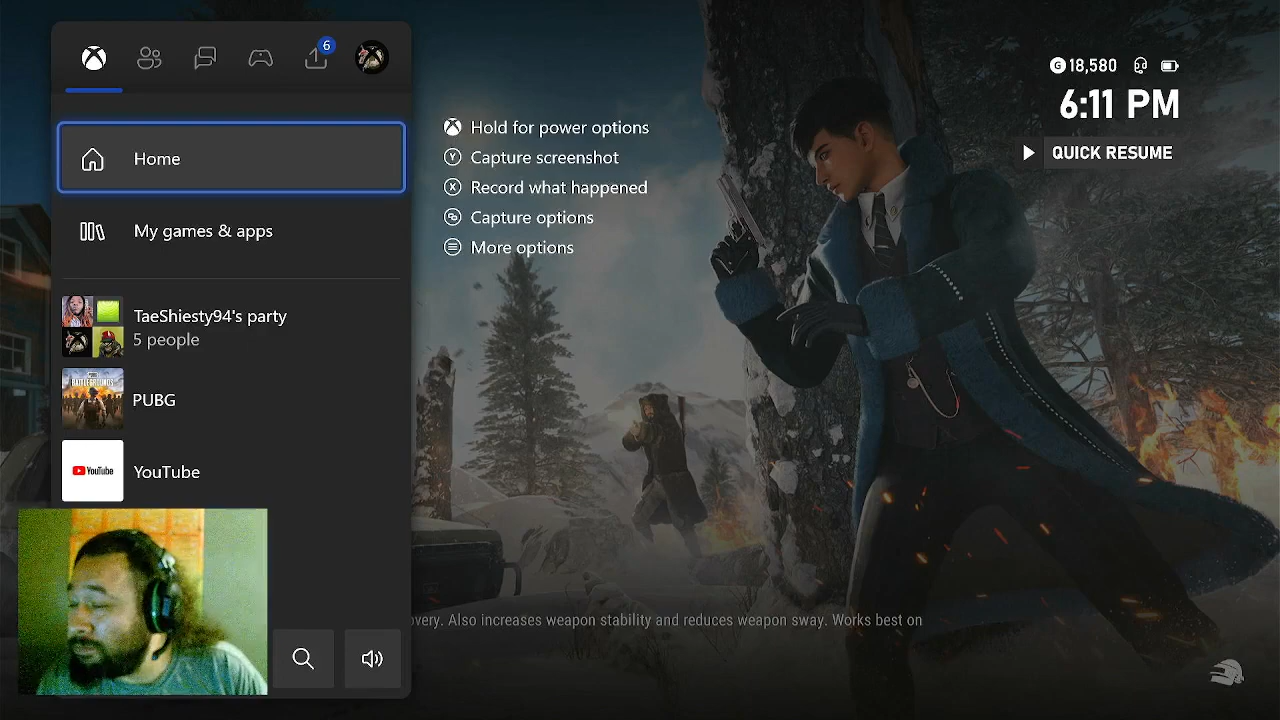 6
18,580
6:11 PM
QUICK RESUME
Home
My games & apps
Hold for power options
Capture screenshot
Record what happened
Capture options
More options
TaeShiesty94's party
5 people
BATTLEGROUNDS
PUBG
YouTube
YouTube
overy. Also increases weapon stability and reduces weapon sway. Works best on